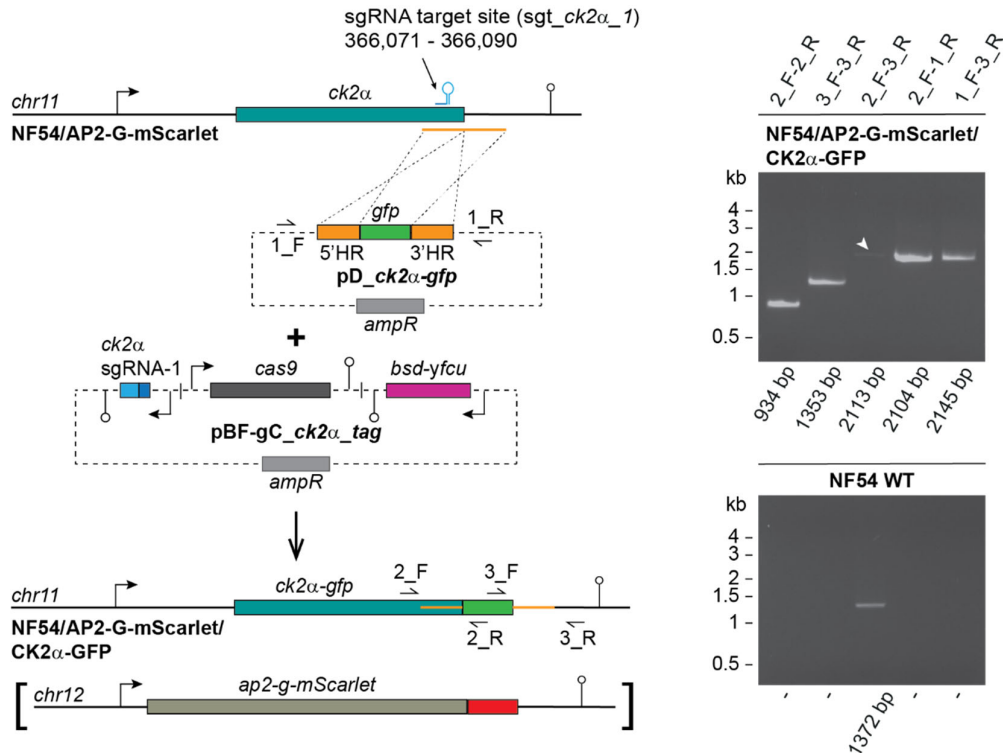 sgRNA target site (sgt_ck2α_1)
366,071 - 366,090
chr11
ck2α
NF54/AP2-G-mScarlet
gfp
1_F
1_R
5'HR
3'HR
pD_ck2α-gfp
ampR
+
ck2α
sgRNA-1
cas9
bsd-yfcu
pBF-gC_ck2α_tag
ampR
chr11
ck2α-gfp
2_F
3_F
2_R
3_R
NF54/AP2-G-mScarlet/
CK2α-GFP
[
chr12
ap2-g-mScarlet
]
2_F-2_R
3_F-3_R
2_F-3_R
2_F-1_R
1_F-3_R
NF54/AP2-G-mScarlet/
CK2α-GFP
kb
4 -
3 -
2 -
1.5 -
1 -
0.5 -
934 bp
1353 bp
2113 bp
2104 bp
2145 bp
NF54 WT
kb
4 -
3 -
2 -
1.5 -
1 -
0.5 -
-
-
1372 bp
-
-